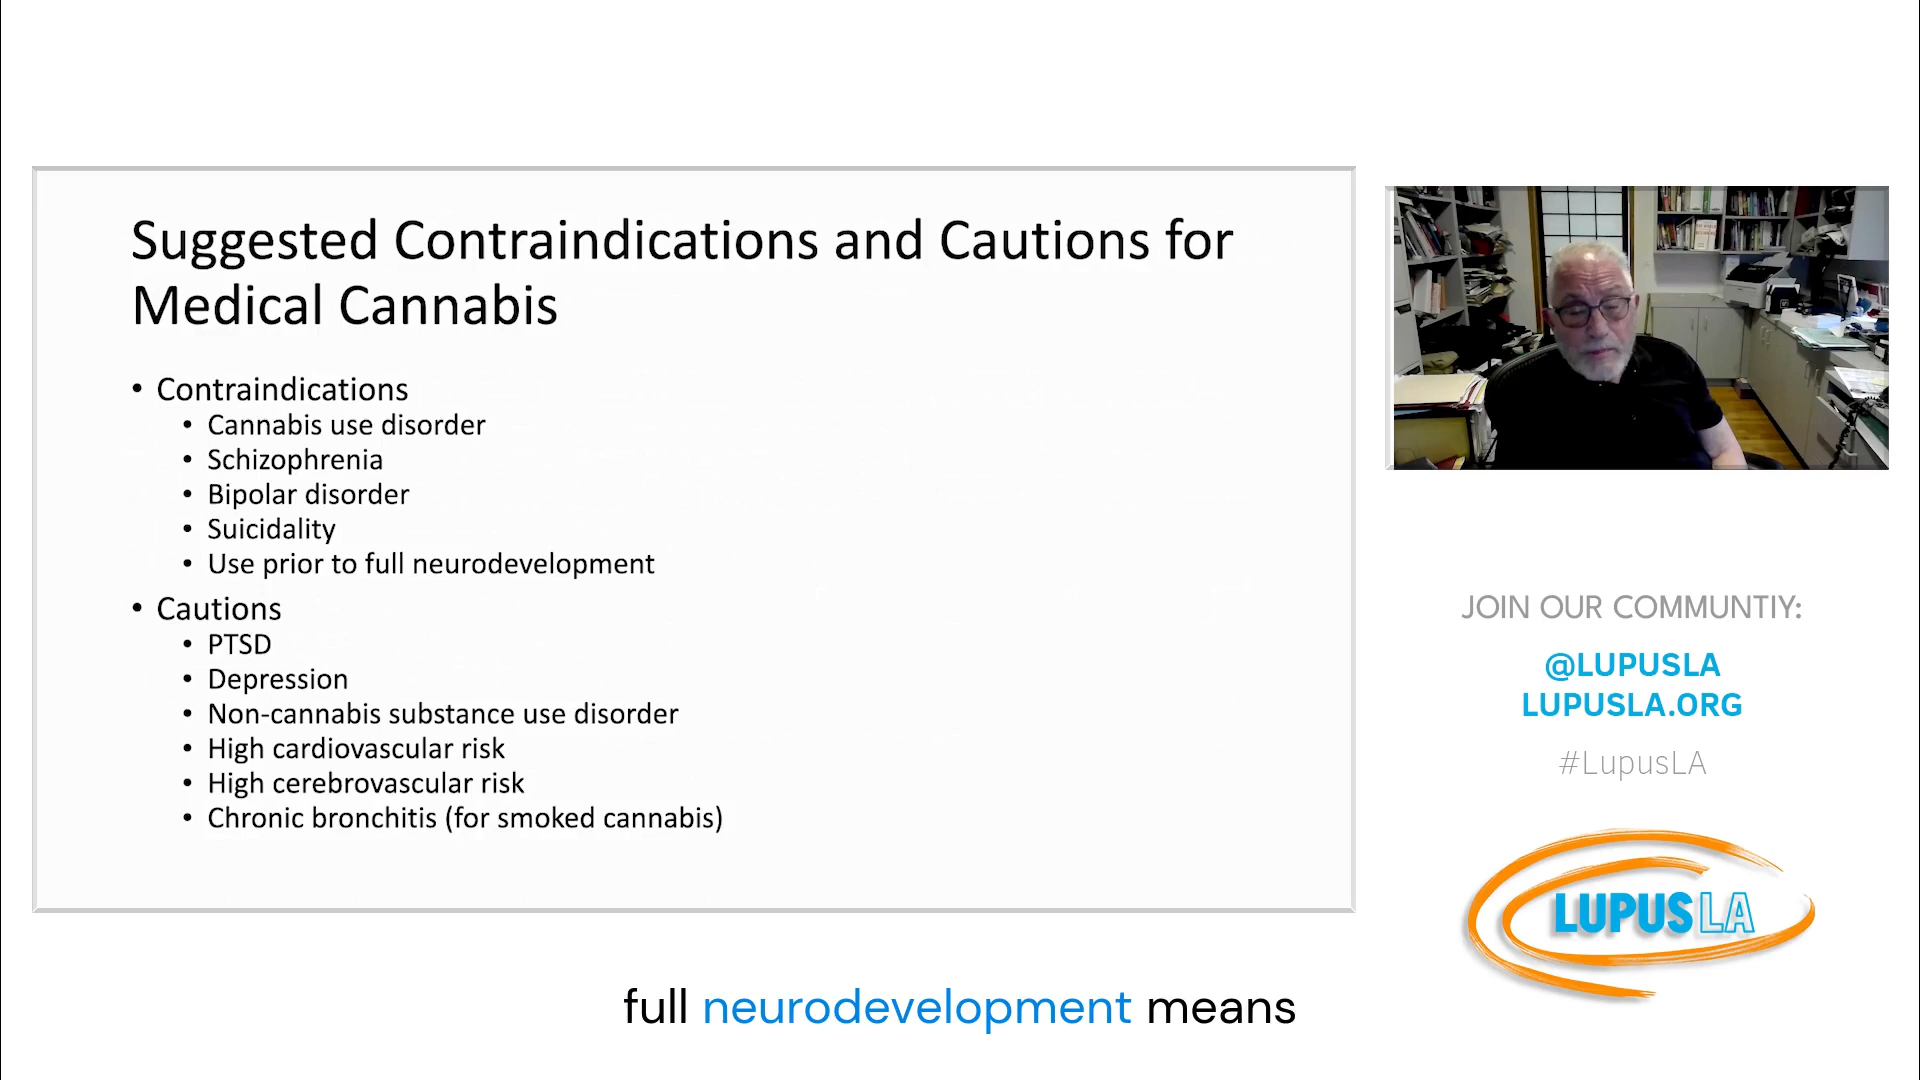 Suggested Contraindications and Cautions for
Medical Cannabis
• Contraindications
• Cannabis use disorder
• Schizophrenia
• Bipolar disorder
• Suicidality
• Use prior to full neurodevelopment
• Cautions
• PTSD
• Depression
• Non-cannabis substance use disorder
• High cardiovascular risk
• High cerebrovascular risk
• Chronic bronchitis (for smoked cannabis)
JOIN OUR COMMUNTIY:
@LUPUSLA
LUPUSLA.ORG
#LupusLA
LUPUS LA
full neurodevelopment means